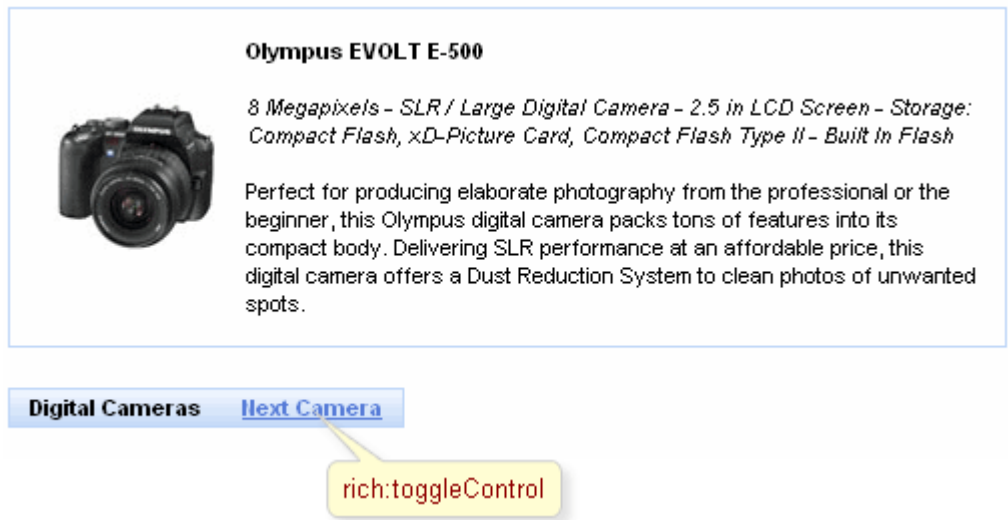 Olympus EVOLT E-500
8 Megapixels - SLR / Large Digital Camera - 2.5 in LCD Screen - Storage:
Compact Flash, xD-Picture Card, Compact Flash Type II - Built In Flash
Perfect for producing elaborate photography from the professional or the
beginner, this Olympus digital camera packs tons of features into its
compact body. Delivering SLR performance at an affordable price, this
digital camera offers a Dust Reduction System to clean photos of unwanted
spots.
Digital Cameras Next Camera
rich:toggleControl